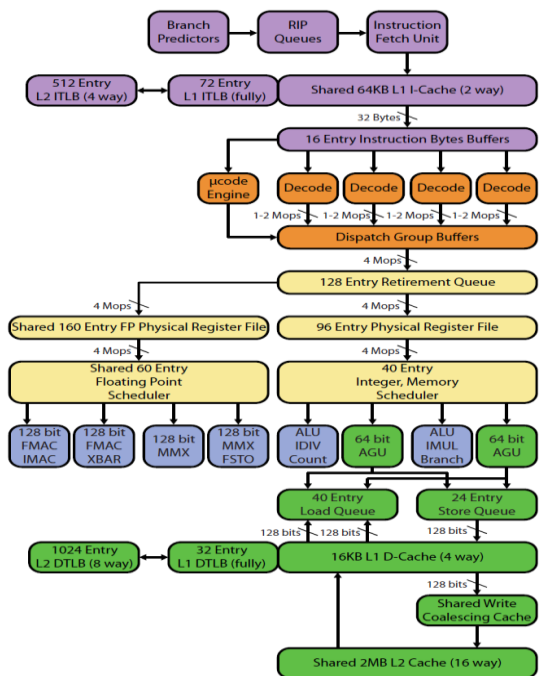 Branch
Predictors
RIP
Queues
Instruction
Fetch Unit
512 Entry
L2 ITLB (4 way)
72 Entry
L1 ITLB (fully)
Shared 64KB L1 I-Cache (2 way)
32 Bytes
16 Entry Instruction Bytes Buffers
µcode
Engine
Decode
Decode
Decode
Decode
1-2 Mops
1-2 Mops
1-2 Mops
1-2 Mops
Dispatch Group Buffers
4 Mops
128 Entry Retirement Queue
4 Mops
4 Mops
Shared 160 Entry FP Physical Register File
96 Entry Physical Register File
4 Mops
4 Mops
Shared 60 Entry
Floating Point
Scheduler
40 Entry
Integer, Memory
Scheduler
128 bit
FMAC
IMAC
128 bit
FMAC
XBAR
128 bit
MMX
128 bit
MMX
FSTO
ALU
IDIV
Count
64 bit
AGU
ALU
IMUL
Branch
64 bit
AGU
40 Entry
Load Queue
24 Entry
Store Queue
128 bits
128 bits
128 bits
1024 Entry
L2 DTLB (8 way)
32 Entry
L1 DTLB (fully)
16KB L1 D-Cache (4 way)
128 bits
Shared Write
Coalescing Cache
Shared 2MB L2 Cache (16 way)